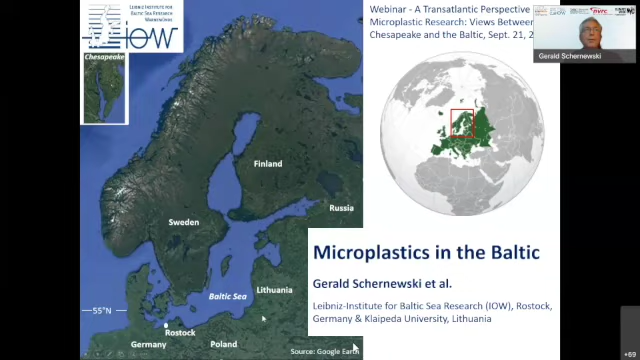 LEIBNIZ INSTITUTE FOR
BALTIC SEA RESEARCH
WARNEMÜNDE
IOW
Chesapeake
Webinar - A Transatlantic Perspective
Microplastic Research: Views Between
Chesapeake and the Baltic, Sept. 21, 2
Gerald Schernewski
Finland
Russia
Sweden
Lithuania
Baltic Sea
55°N
Rostock
Germany
Poland
Source: Google Earth
Microplastics in the Baltic
Gerald Schernewski et al.
Leibniz-Institute for Baltic Sea Research (IOW), Rostock,
Germany & Klaipeda University, Lithuania
+69